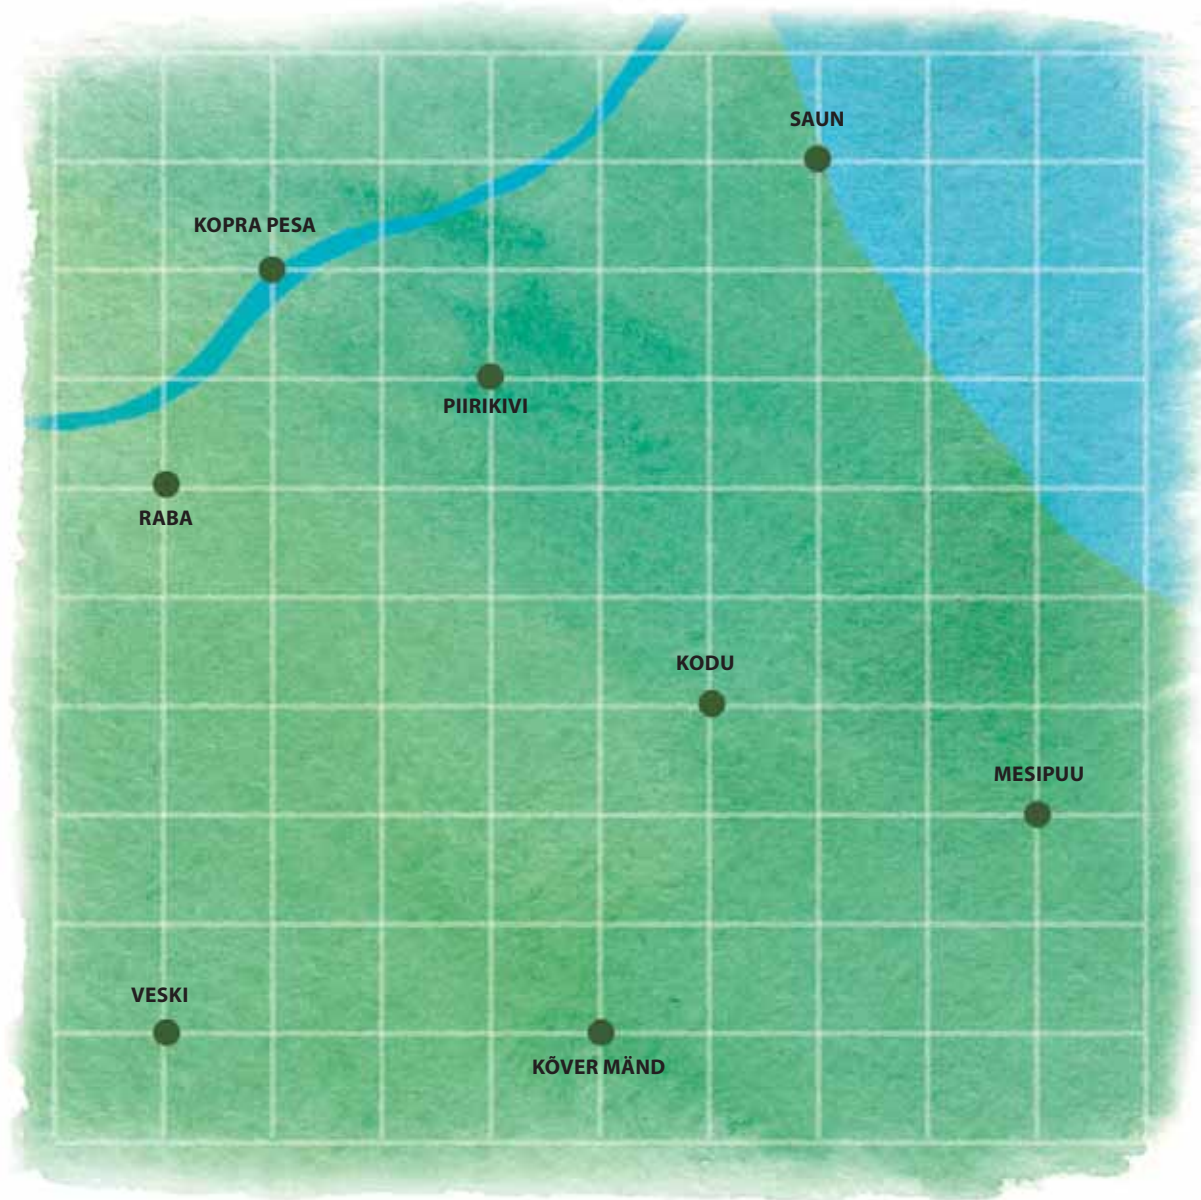 SAUN
KOPRA PESA
PIIRIKIVI
RABA
KODU
MESIPUU
VESKI
KÕVER MÄND